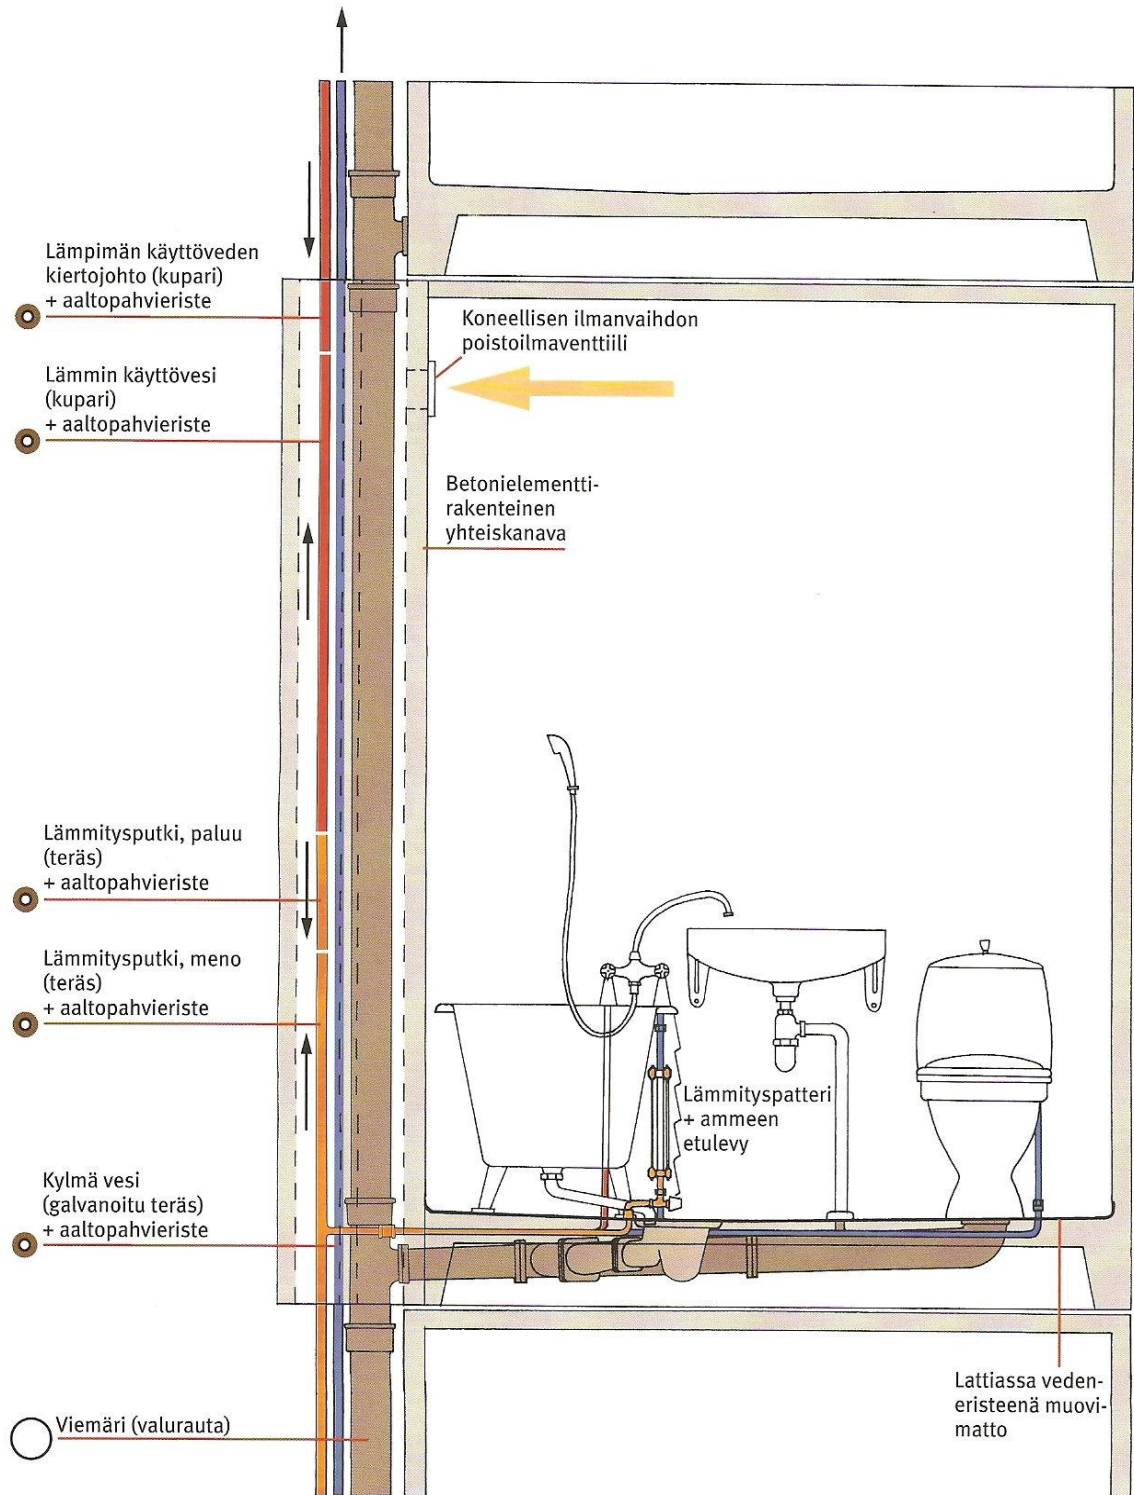 Lämpimän käyttöveden
kiertojohto (kupari)
+ aaltopahvieriste
Koneellisen ilmanvaihdon
poistoilmaventtiili
Lämmin käyttövesi
(kupari)
+ aaltopahvieriste
Betonielementti-
rakenteinen
yhteiskanava
Lämmitysputki, paluu
(teräs)
+ aaltopahvieriste
Lämmitysputki, meno
(teräs)
+ aaltopahvieriste
Lämmityspatteri
+ ammeen
etulevy
Kylmä vesi
(galvanoitu teräs)
+ aaltopahvieriste
Lattiassa veden-
eristeenä muovi-
matto
Viemäri (valurauta)